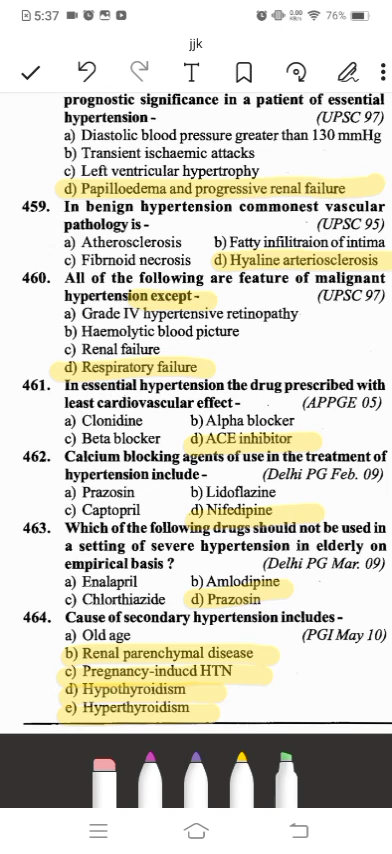 5:37
0.80 KB/s 76%
jjk
T
prognostic significance in a patient of essential
hypertension - (UPSC 97)
a) Diastolic blood pressure greater than 130 mmHg
b) Transient ischaemic attacks
c) Left ventricular hypertrophy
d) Papilloedema and progressive renal failure
459. In benign hypertension commonest vascular
pathology is - (UPSC 95)
a) Atherosclerosis b) Fatty infilitraion of intima
c) Fibrnoid necrosis d) Hyaline arteriosclerosis
460. All of the following are feature of malignant
hypertension except - (UPSC 97)
a) Grade IV hypertensive retinopathy
b) Haemolytic blood picture
c) Renal failure
d) Respiratory failure
461. In essential hypertension the drug prescribed with
least cardiovascular effect - (APPGE 05)
a) Clonidine b) Alpha blocker
c) Beta blocker d) ACE inhibitor
462. Calcium blocking agents of use in the treatment of
hypertension include - (Delhi PG Feb. 09)
a) Prazosin b) Lidoflazine
c) Captopril d) Nifedipine
463. Which of the following drugs should not be used in
a setting of severe hypertension in elderly on
empirical basis ? (Delhi PG Mar. 09)
a) Enalapril b) Amlodipine
c) Chlorthiazide d) Prazosin
464. Cause of secondary hypertension includes -
a) Old age (PGI May 10)
b) Renal parenchymal disease
c) Pregnancy-inducd HTN
d) Hypothyroidism
e) Hyperthyroidism